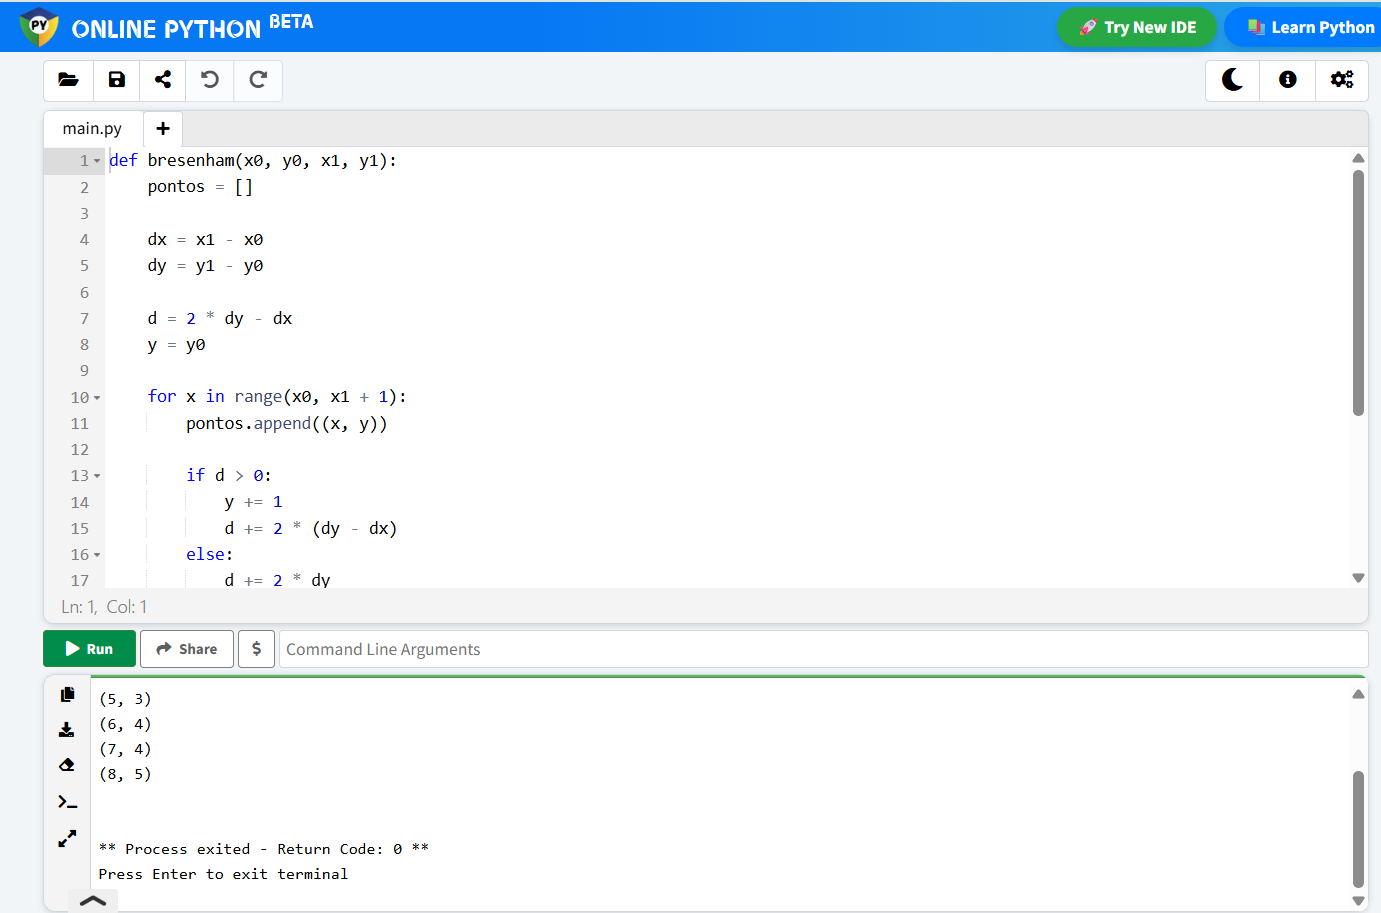 PY ONLINE PYTHON BETA
🚀 Try New IDE
📚 Learn Python
main.py +
1 def bresenham(x0, y0, x1, y1):
2     pontos = []
3
4     dx = x1 - x0
5     dy = y1 - y0
6
7     d = 2 * dy - dx
8     y = y0
9
10     for x in range(x0, x1 + 1):
11         pontos.append((x, y))
12
13         if d > 0:
14             y += 1
15             d += 2 * (dy - dx)
16         else:
17             d += 2 * dy
Ln: 1, Col: 1
Run
Share
$
Command Line Arguments
(5, 3)
(6, 4)
(7, 4)
(8, 5)
** Process exited - Return Code: 0 **
Press Enter to exit terminal